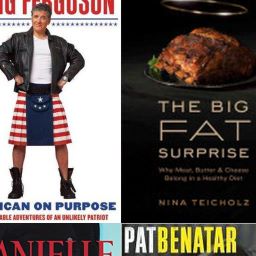 IG FERGUSON
ICAN ON PURPOSE
ABLE ADVENTURES OF AN UNLIKELY PATRIOT
THE BIG
FAT
SURPRISE
Why Meat, Butter & Cheese
Belong in a Healthy Diet
NINA TEICHOLZ
ANIELLE
PAT BENATAR